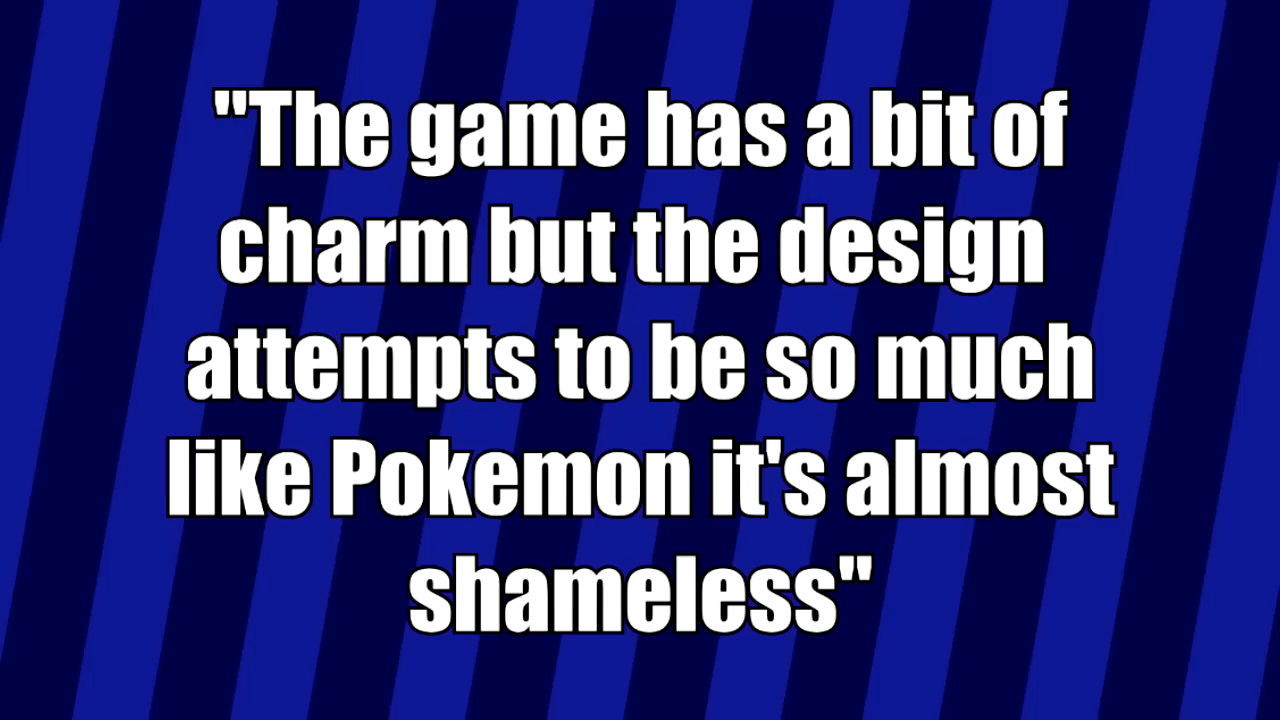 "The game has a bit of
charm but the design
attempts to be so much
like Pokemon it's almost
shameless"